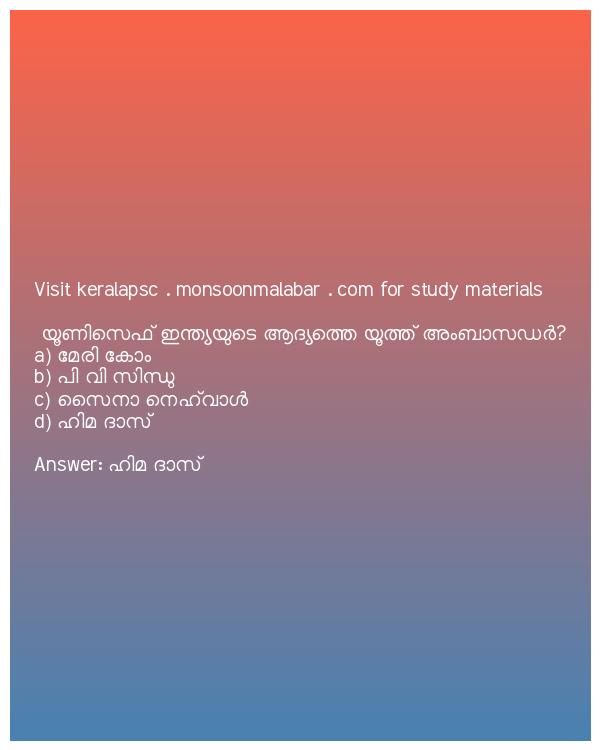 Visit keralapsc . monsoonmalabar . com for study materials
യൂണിസെഫ് ഇന്ത്യയുടെ ആദ്യത്തെ യൂത്ത് അംബാസഡർ?
a) മേരി കോം
b) പി വി സിന്ധു
c) സൈനാ നെഹ്‌വാൾ
d) ഹിമ ദാസ്
Answer: ഹിമ ദാസ്